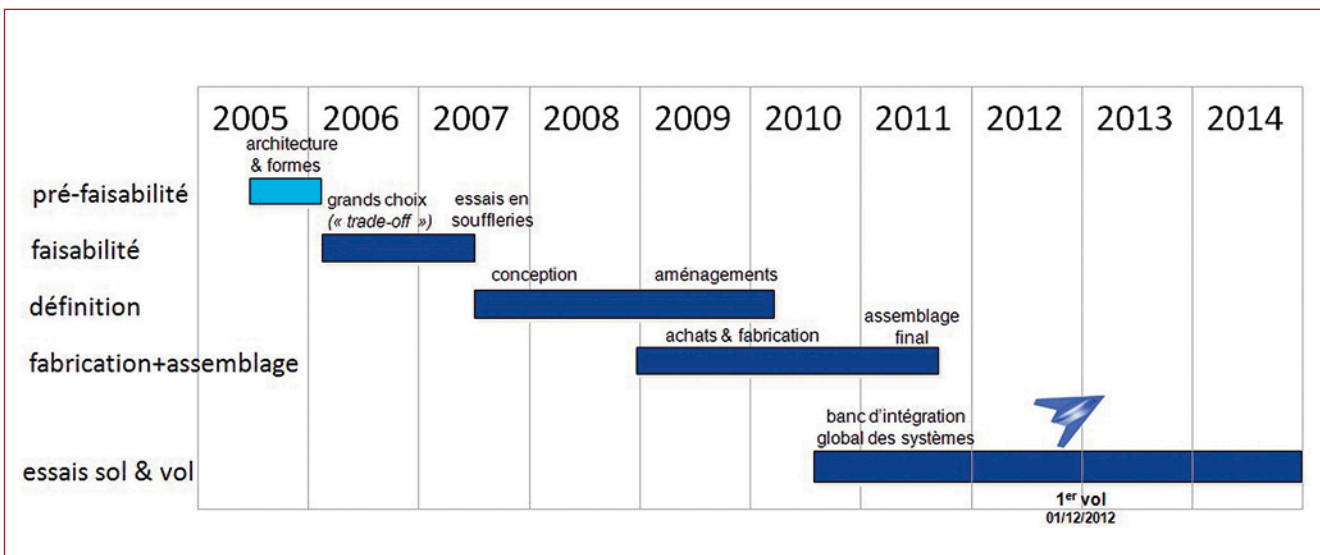 2005 2006 2007 2008 2009 2010 2011 2012 2013 2014
architecture
& formes
pré-faisabilité
grands choix
(« trade-off »)
essais en
souffleries
faisabilité
conception
aménagements
définition
achats & fabrication
assemblage
final
fabrication+assemblage
banc d'intégration
global des systèmes
essais sol & vol
1er vol
01/12/2012